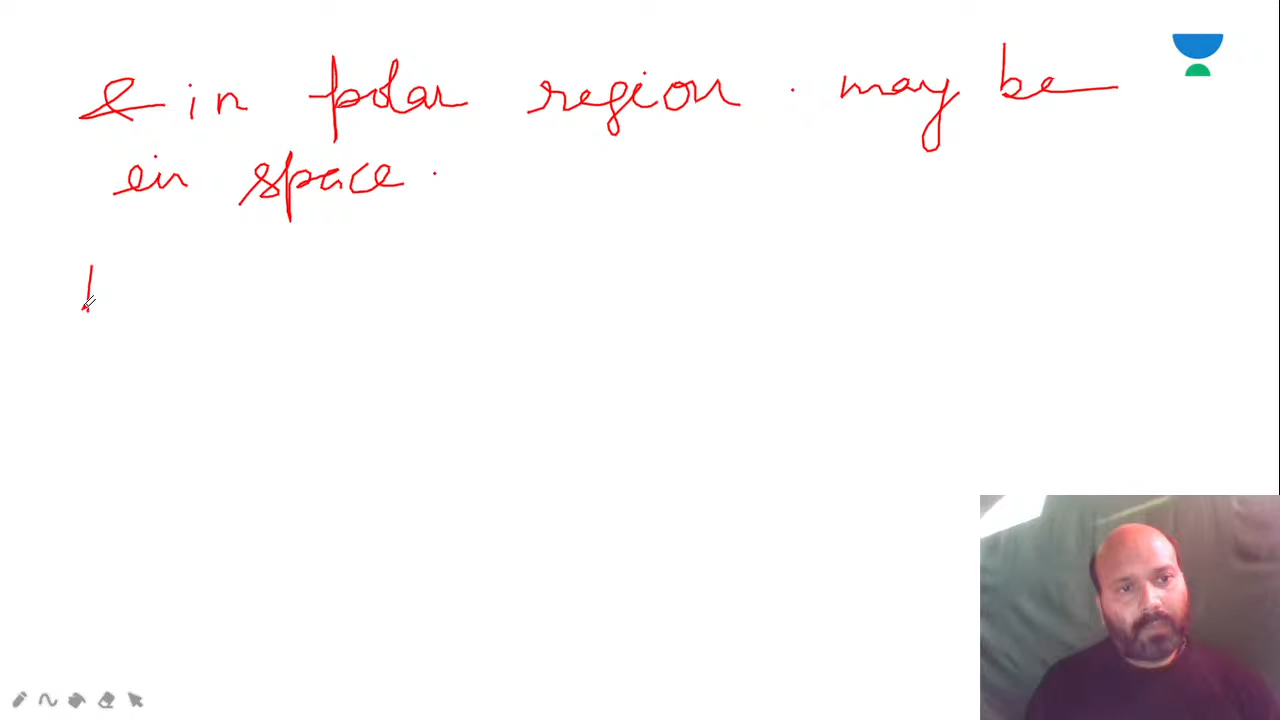 & in polar region . may be
in space .